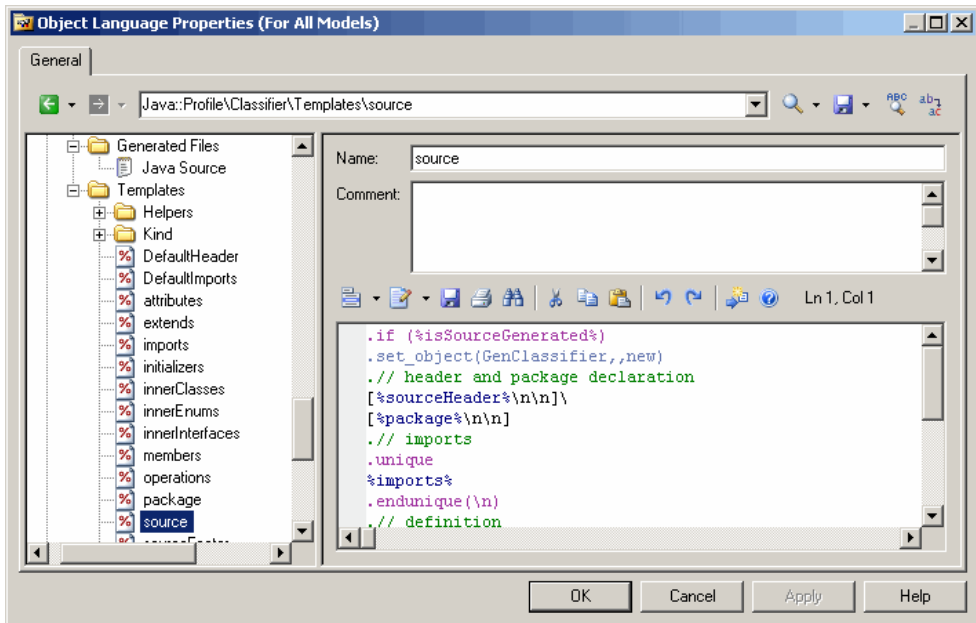 Object Language Properties (For All Models)
General
Java::Profile\Classifier\Templates\source
Generated Files
Java Source
Templates
Helpers
Kind
DefaultHeader
DefaultImports
attributes
extends
imports
initializers
innerClasses
innerEnums
innerInterfaces
members
operations
package
source
Name: source
Comment:
Ln 1, Col 1
.if (%isSourceGenerated%)
.set_object(GenClassifier,,new)
.// header and package declaration
[%sourceHeader%\n\n]\
[%package%\n\n]
.// imports
.unique
%imports%
.endunique(\n)
.// definition
OK Cancel Apply Help